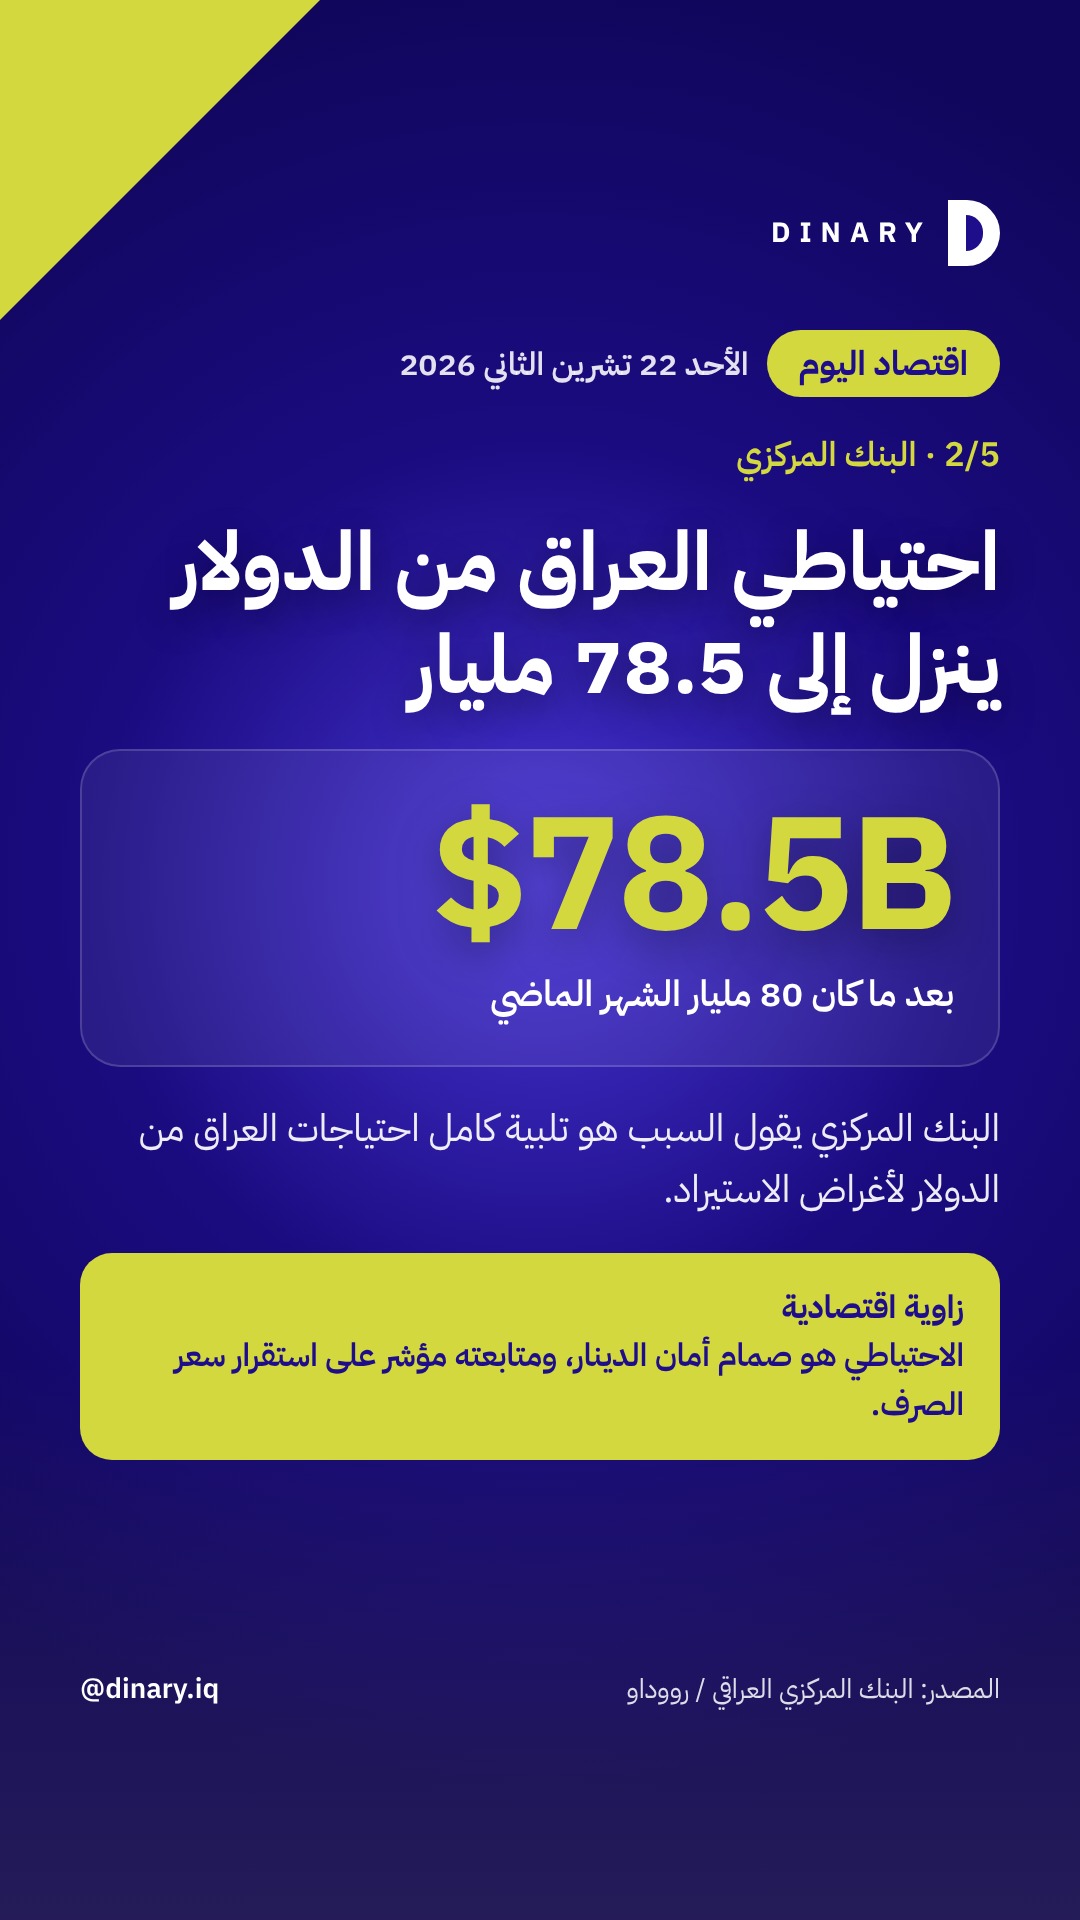 DINARY D
اقتصاد اليوم الأحد 22 تشرين الثاني 2026
2/5 · البنك المركزي
احتياطي العراق من الدولار
ينزل إلى 78.5 مليار
$78.5B
بعد ما كان 80 مليار الشهر الماضي
البنك المركزي يقول السبب هو تلبية كامل احتياجات العراق من
الدولار لأغراض الاستيراد.
زاوية اقتصادية
الاحتياطي هو صمام أمان الدينار، ومتابعته مؤشر على استقرار سعر
الصرف.
المصدر: البنك المركزي العراقي / رووداو
@dinary.iq